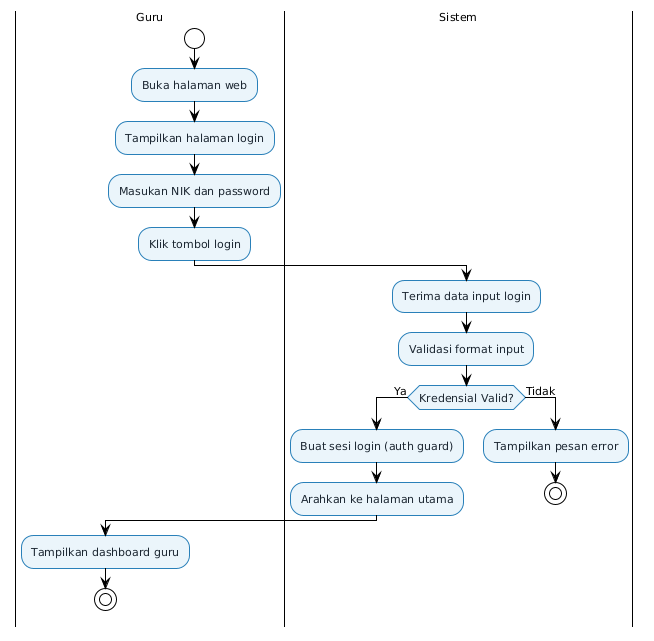 Guru
Sistem
Buka halaman web
Tampilkan halaman login
Masukan NIK dan password
Klik tombol login
Terima data input login
Validasi format input
Kredensial Valid?
Ya
Tidak
Buat sesi login (auth guard)
Tampilkan pesan error
Arahkan ke halaman utama
Tampilkan dashboard guru